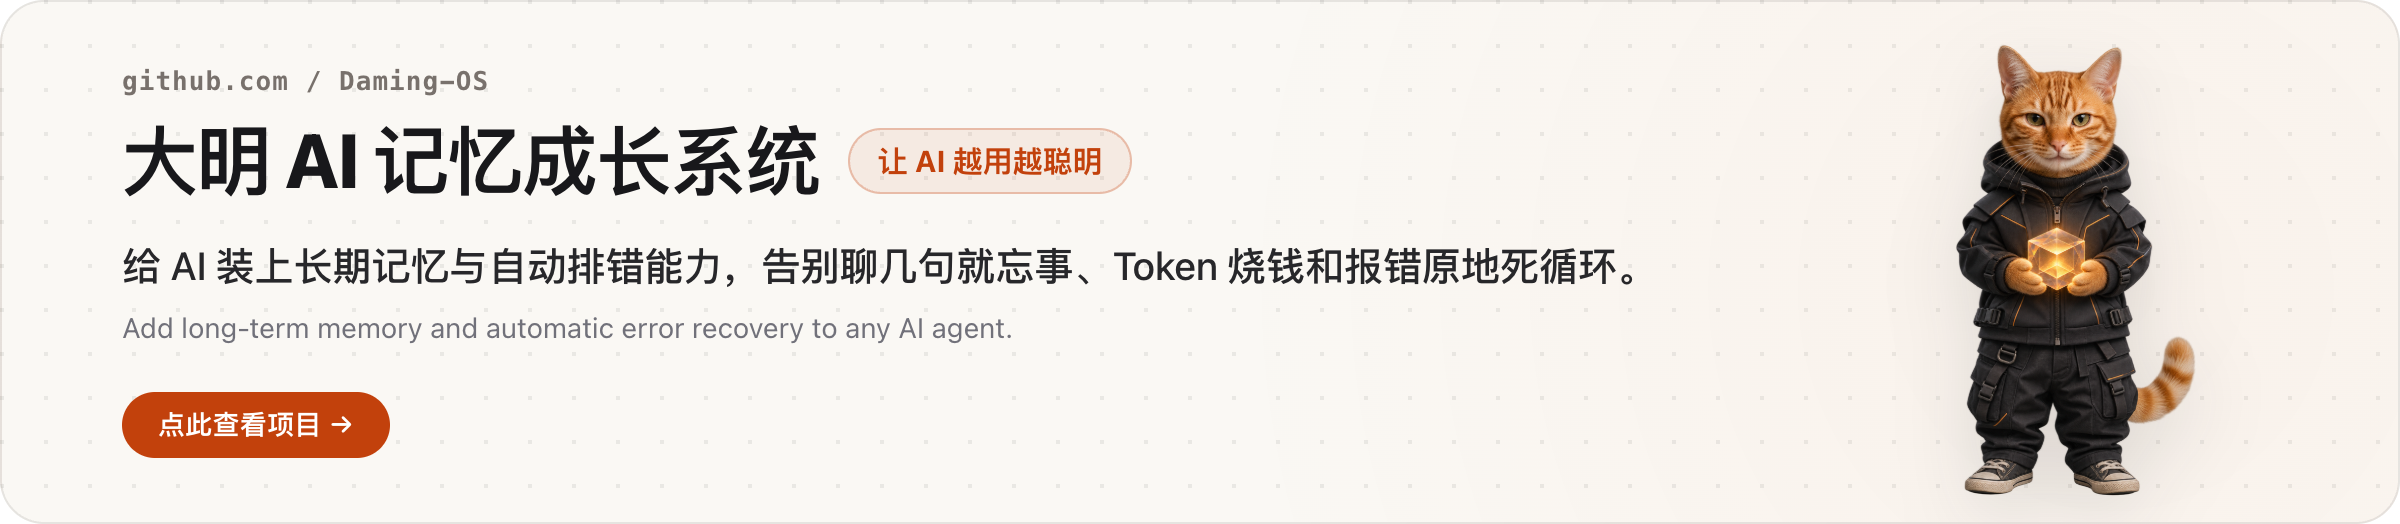 github.com / Daming-OS
大明 AI 记忆成长系统
让 AI 越用越聪明
给 AI 装上长期记忆与自动排错能力，告别聊几句就忘事、Token 烧钱和报错原地死循环。
Add long-term memory and automatic error recovery to any AI agent.
点此查看项目 →